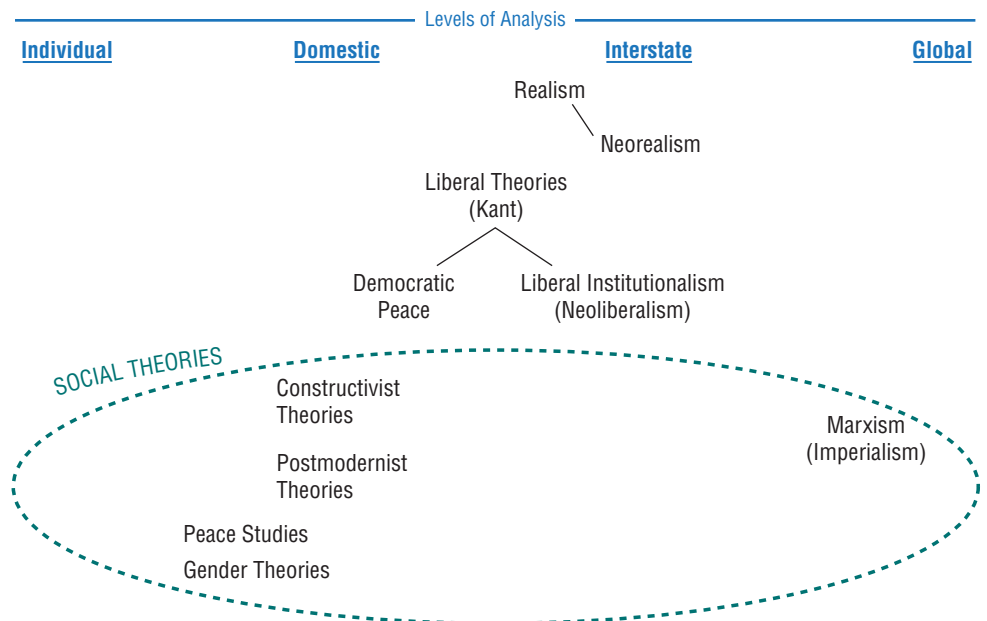 Levels of Analysis
Individual Domestic Interstate Global
Realism
Neorealism
Liberal Theories
(Kant)
Democratic
Peace
Liberal Institutionalism
(Neoliberalism)
SOCIAL THEORIES
Constructivist
Theories
Marxism
(Imperialism)
Postmodernist
Theories
Peace Studies
Gender Theories